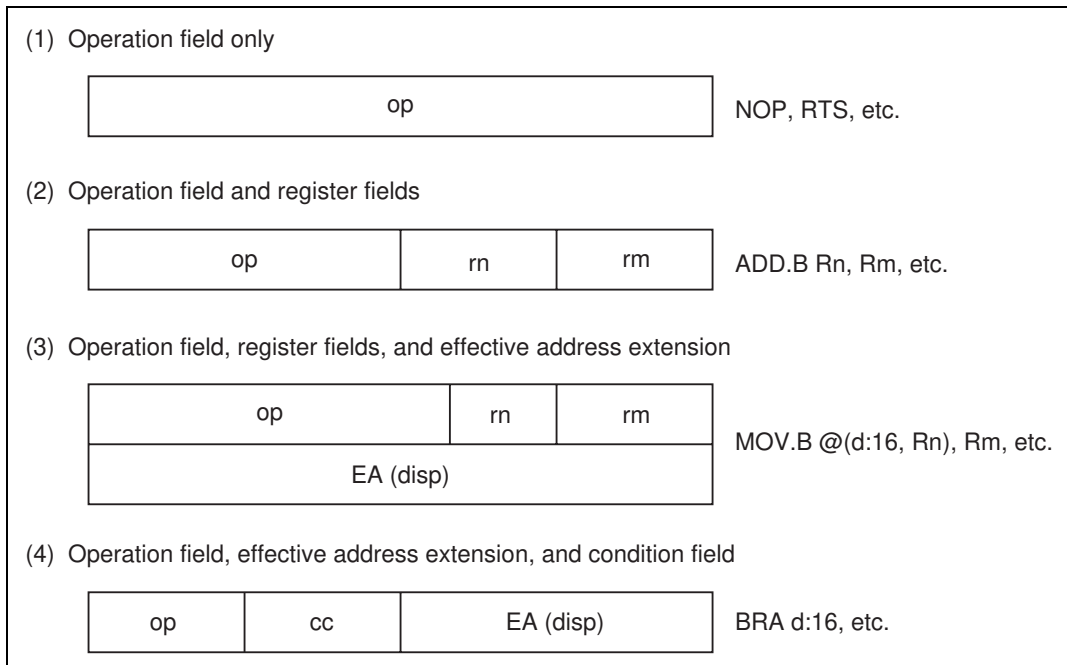 (1) Operation field only
op
NOP, RTS, etc.
(2) Operation field and register fields
op rn rm
ADD.B Rn, Rm, etc.
(3) Operation field, register fields, and effective address extension
op rn rm
EA (disp)
MOV.B @(d:16, Rn), Rm, etc.
(4) Operation field, effective address extension, and condition field
op cc EA (disp)
BRA d:16, etc.